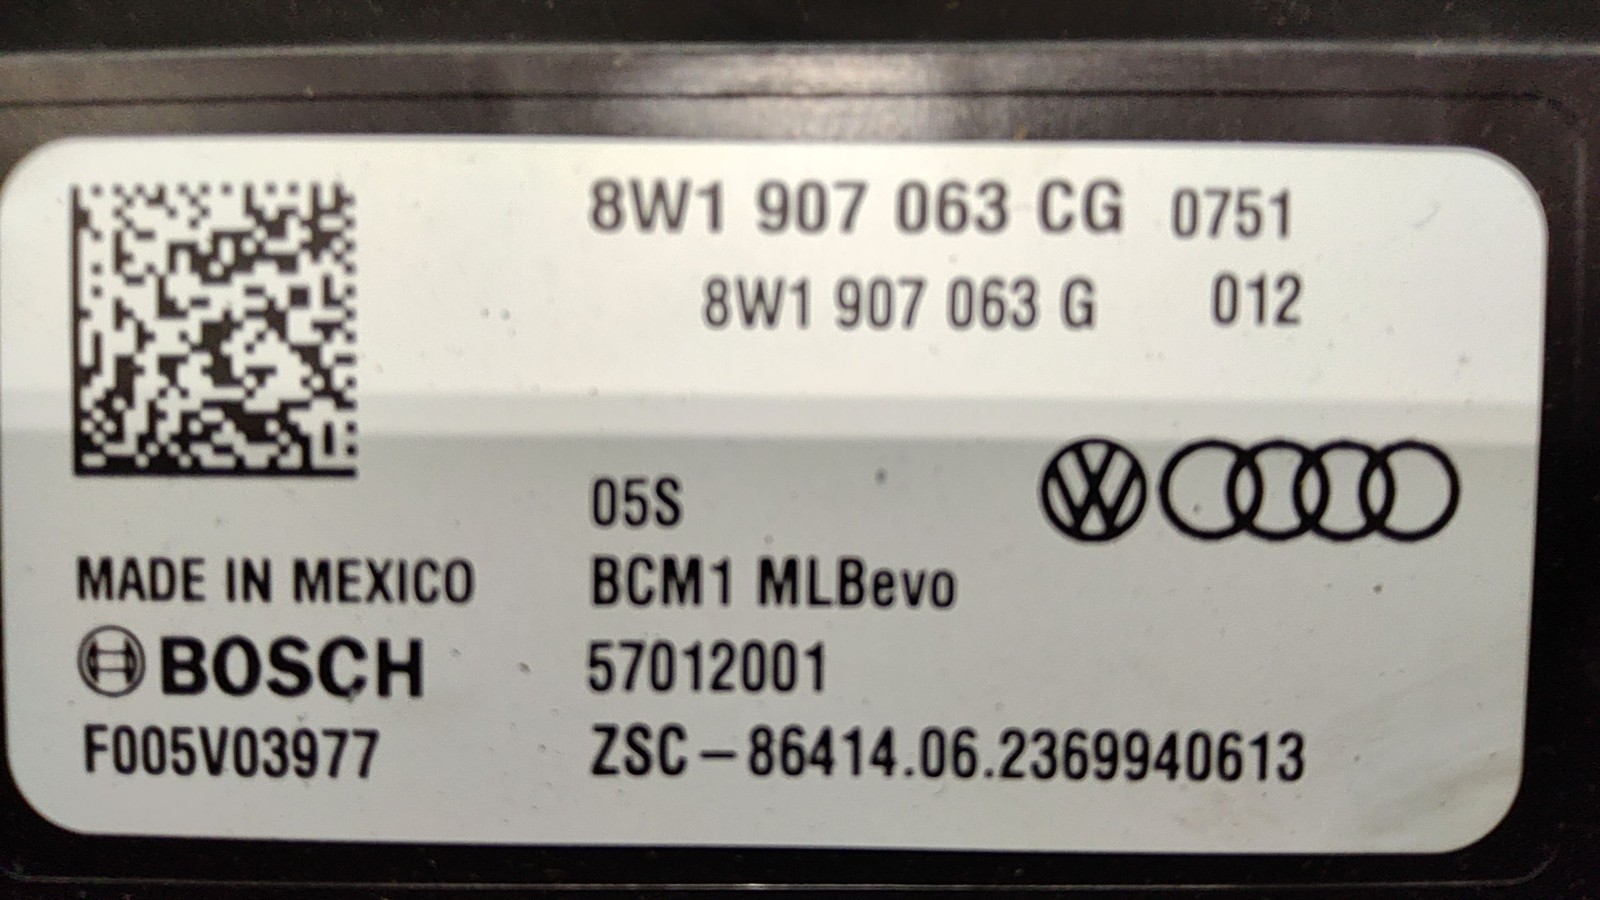 8W1 907 063 CG 0751
8W1 907 063 G 012
05S
MADE IN MEXICO
BCM1 MLBevo
BOSCH
57012001
F005V03977
ZSC-86414.06.2369940613